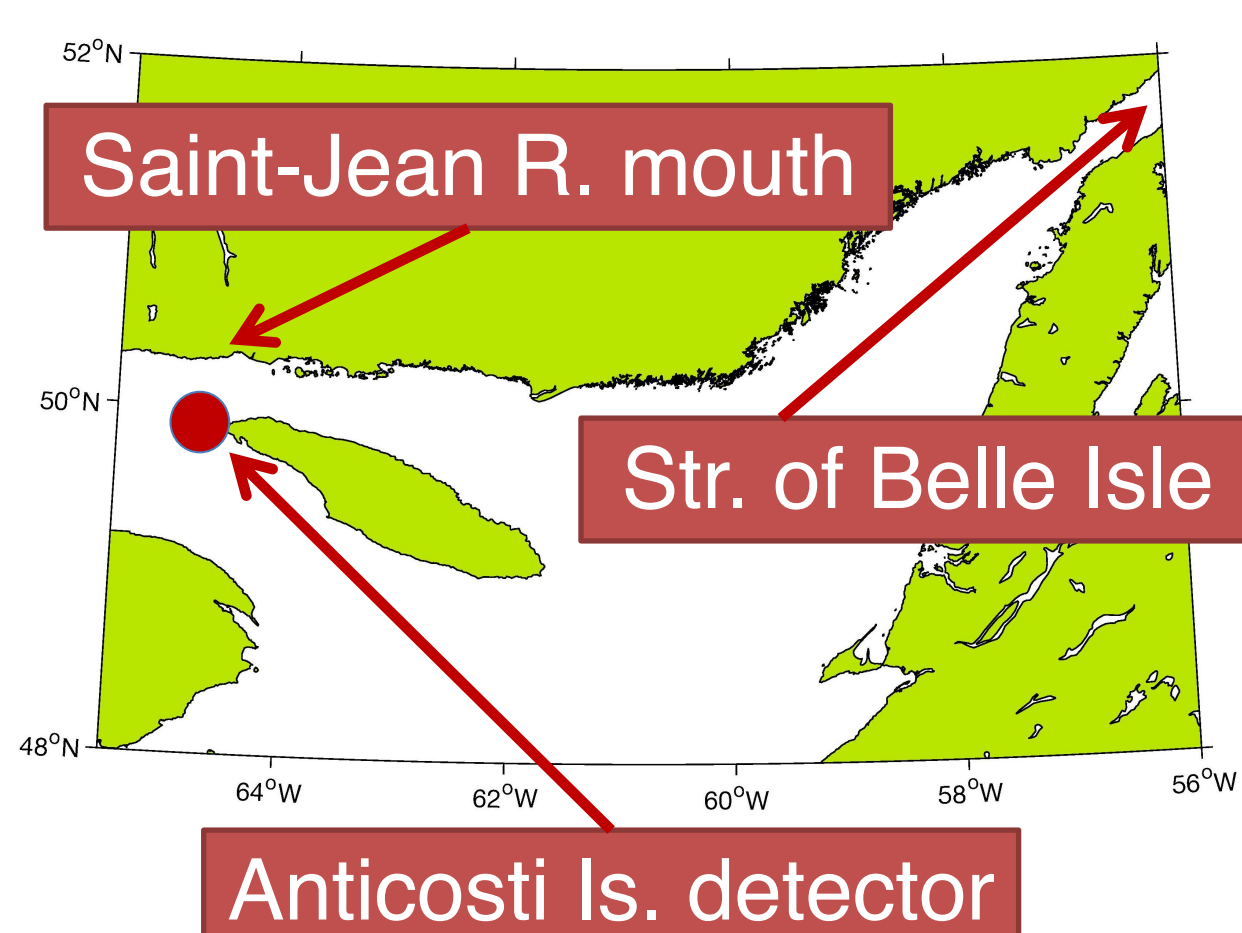 52°N
Saint-Jean R. mouth
50°N
Str. of Belle Isle
48°N
64°W
62°W
60°W
58°W
56°W
Anticosti Is. detector